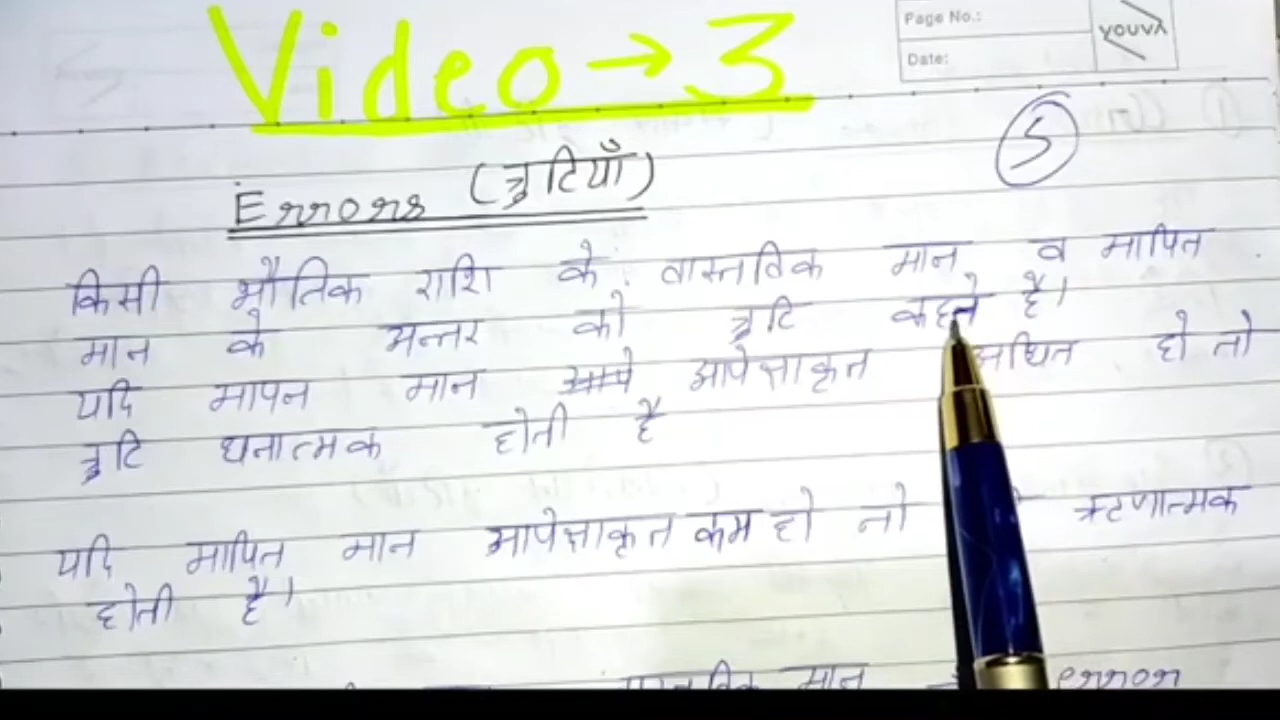 Video → 3
Page No.:
Date:
YOUVA
5
Errors (त्रुटियाँ)
किसी भौतिक राशि के वास्तविक मान व मापित
मान के अन्तर को त्रुटि कहते है।
यदि मापन मान आपेक्षाकृत अधित हो तो
त्रुटि धनात्मक होती है
यदि मापित मान आपेक्षाकृत कम हो तो ऋणात्मक
होती है।
मान error